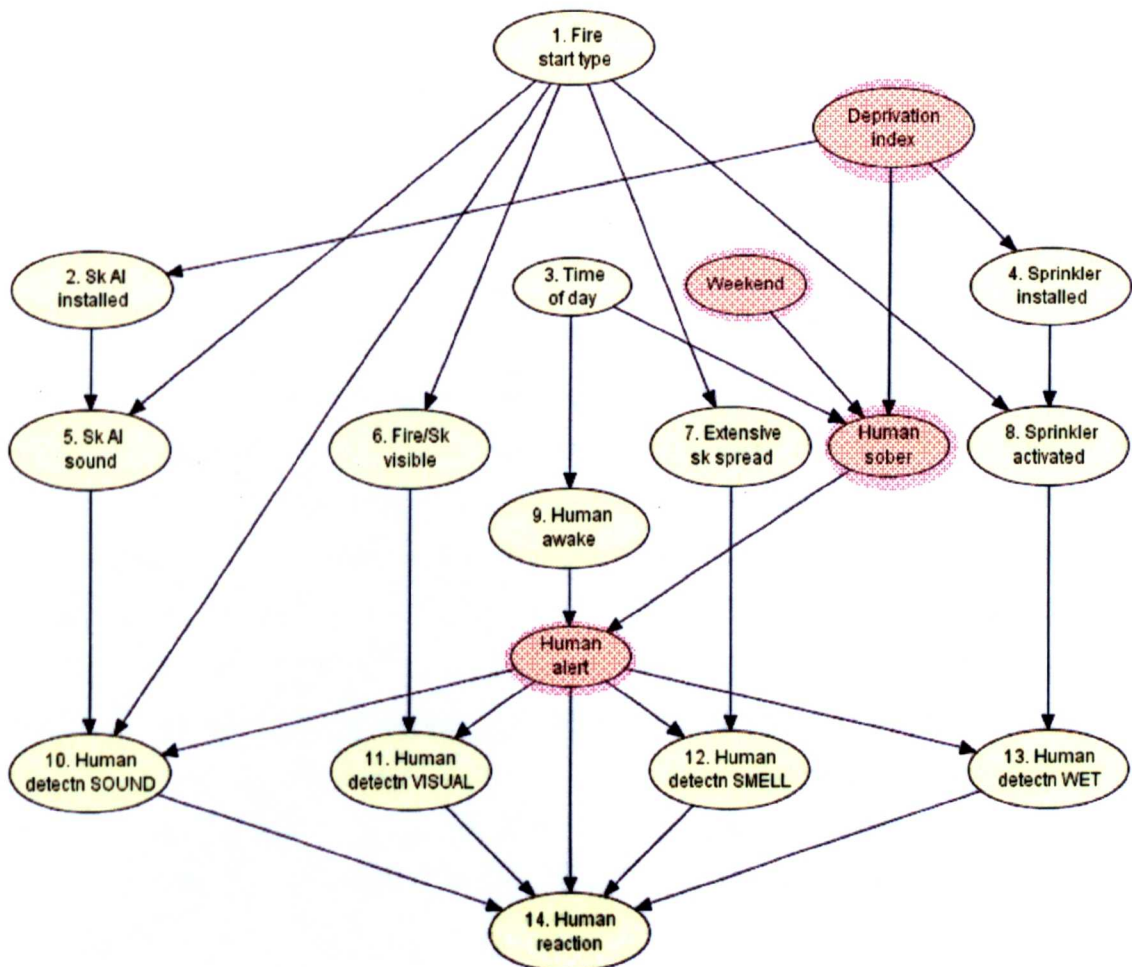 1. Fire
start type
Deprivation
index
2. Sk Al
installed
3. Time
of day
Weekend
4. Sprinkler
installed
5. Sk Al
sound
6. Fire/Sk
visible
7. Extensive
sk spread
Human
sober
8. Sprinkler
activated
9. Human
awake
Human
alert
10. Human
detectn SOUND
11. Human
detectn VISUAL
12. Human
detectn SMELL
13. Human
detectn WET
14. Human
reaction